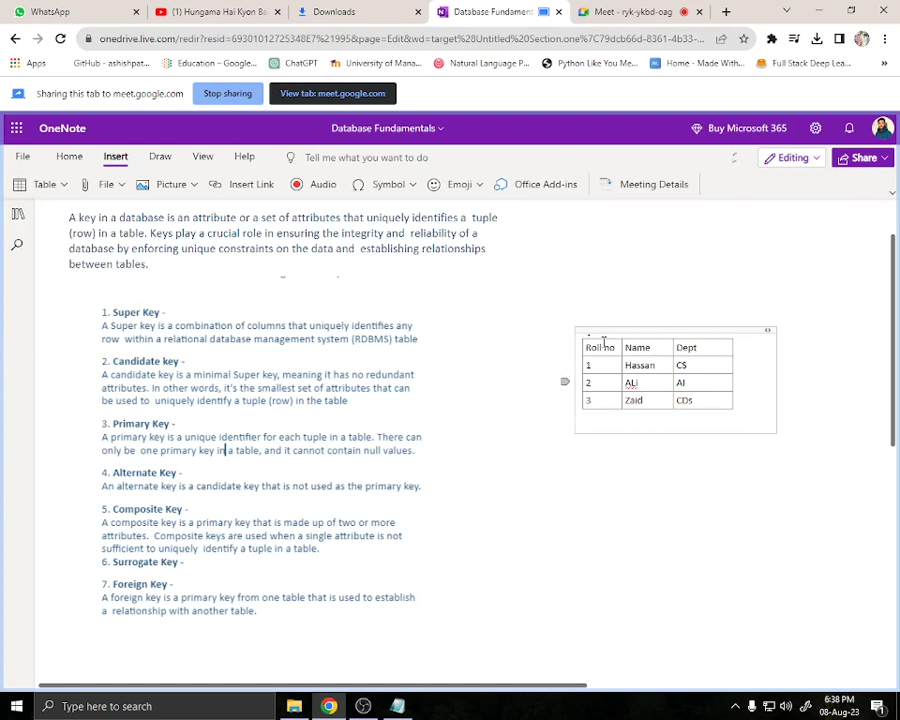 WhatsApp
(1) Hungama Hai Kyon Ba
Downloads
Database Fundament
Meet - ryk-ykbd-oag
onedrive.live.com/redir?resid=69301012725348E7%21995&page=Edit&wd=target%28Untitled%20Section.one%7C79dcb66d-8361-4b33-...
Apps
GitHub - ashishpat...
Education – Google...
ChatGPT
University of Mana...
Natural Language P...
Python Like You Me...
Home - Made With...
Full Stack Deep Lea...
Sharing this tab to meet.google.com
Stop sharing
View tab: meet.google.com
OneNote
Database Fundamentals
Buy Microsoft 365
File
Home
Insert
Draw
View
Help
Tell me what you want to do
Editing
Share
Table
File
Picture
Insert Link
Audio
Symbol
Emoji
Office Add-ins
Meeting Details
A key in a database is an attribute or a set of attributes that uniquely identifies a tuple
(row) in a table. Keys play a crucial role in ensuring the integrity and reliability of a
database by enforcing unique constraints on the data and establishing relationships
between tables.
1. Super Key -
A Super key is a combination of columns that uniquely identifies any
row within a relational database management system (RDBMS) table
2. Candidate key -
A candidate key is a minimal Super key, meaning it has no redundant
attributes. In other words, it's the smallest set of attributes that can
be used to uniquely identify a tuple (row) in the table
3. Primary Key -
A primary key is a unique identifier for each tuple in a table. There can
only be one primary key in a table, and it cannot contain null values.
4. Alternate Key -
An alternate key is a candidate key that is not used as the primary key.
5. Composite Key -
A composite key is a primary key that is made up of two or more
attributes. Composite keys are used when a single attribute is not
sufficient to uniquely identify a tuple in a table.
6. Surrogate Key -
7. Foreign Key -
A foreign key is a primary key from one table that is used to establish
a relationship with another table.
Roll no Name Dept
1 Hassan CS
2 ALi AI
3 Zaid CDs
Type here to search
6:38 PM
08-Aug-23
1